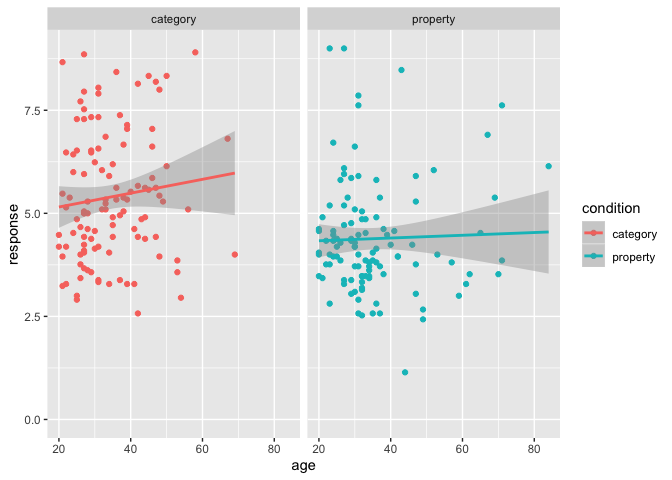 category property
7.5
5.0
2.5
0.0
response
20 40 60 80 20 40 60 80
age
condition
category
property